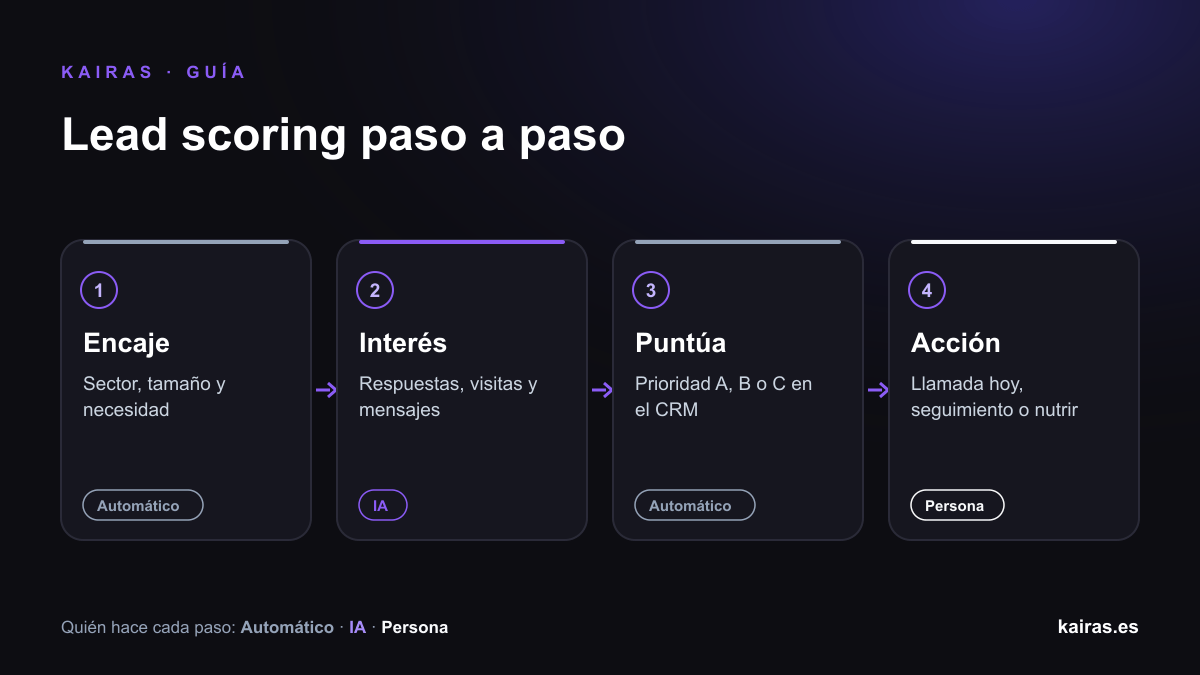 KAIRAS · GUÍA
Lead scoring paso a paso
1
Encaje
Sector, tamaño y
necesidad
Automático
2
Interés
Respuestas, visitas y
mensajes
IA
3
Puntúa
Prioridad A, B o C en
el CRM
Automático
4
Acción
Llamada hoy,
seguimiento o nutrir
Persona
Quién hace cada paso: Automático · IA · Persona
kairas.es